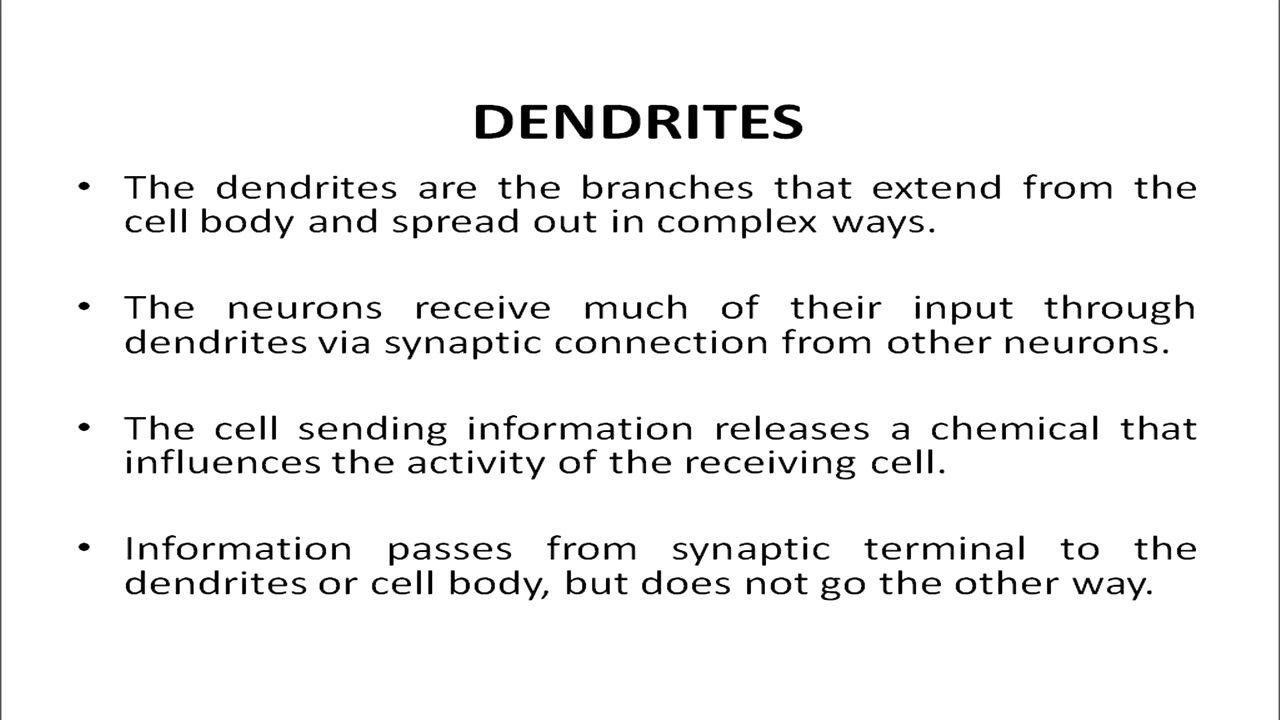 DENDRITES
• The dendrites are the branches that extend from the
cell body and spread out in complex ways.
• The neurons receive much of their input through
dendrites via synaptic connection from other neurons.
• The cell sending information releases a chemical that
influences the activity of the receiving cell.
• Information passes from synaptic terminal to the
dendrites or cell body, but does not go the other way.